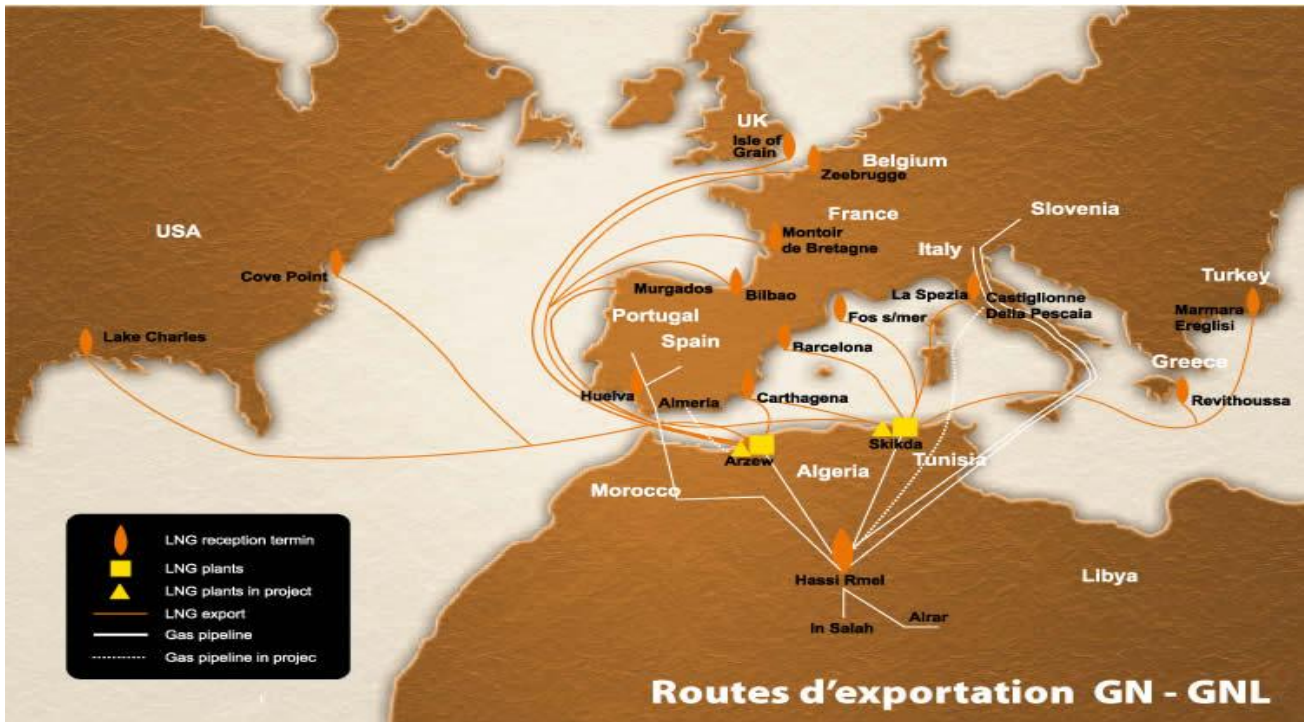 UK
Isle of
Grain
Belgium
Zeebrugge
France
Slovenia
USA
Montoir
de Bretagne
Italy
Cove Point
Turkey
Murgados
Bilbao
La Spezia
Castiglionne
Della Pescaia
Marmara
Ereglisi
Portugal
Fos s/mer
Lake Charles
Spain
Barcelona
Greece
Huelva
Almeria
Carthagena
Revithoussa
Arzew
Skikda
Algeria
Tunisia
Morocco
Hassi Rmel
Libya
In Salah
Alrar
LNG reception termin
LNG plants
LNG plants in project
LNG export
Gas pipeline
Gas pipeline in projec
Routes d'exportation GN - GNL